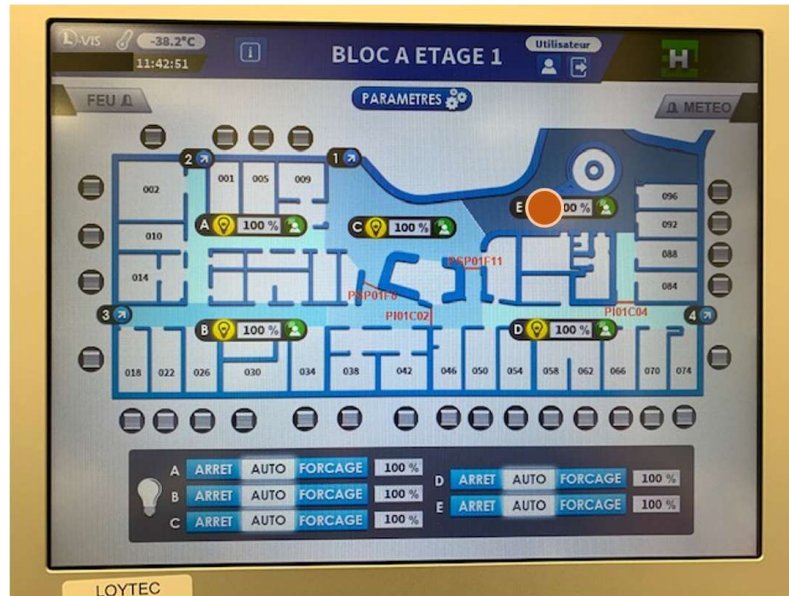 L-VIS
-38.2°C
11:42:51
i
BLOC A ETAGE 1
Utilisateur
H
FEU
PARAMETRES
METEO
2
1
002
001
005
009
096
E
00 %
A
100 %
C
100 %
092
010
088
PSP01F11
014
084
PSP01F8
3
PI01C02
PI01C04
4
B
100 %
D
100 %
018
022
026
030
034
038
042
046
050
054
058
062
066
070
074
A ARRET AUTO FORCAGE 100 %
B ARRET AUTO FORCAGE 100 %
C ARRET AUTO FORCAGE 100 %
D ARRET AUTO FORCAGE 100 %
E ARRET AUTO FORCAGE 100 %
LOYTEC